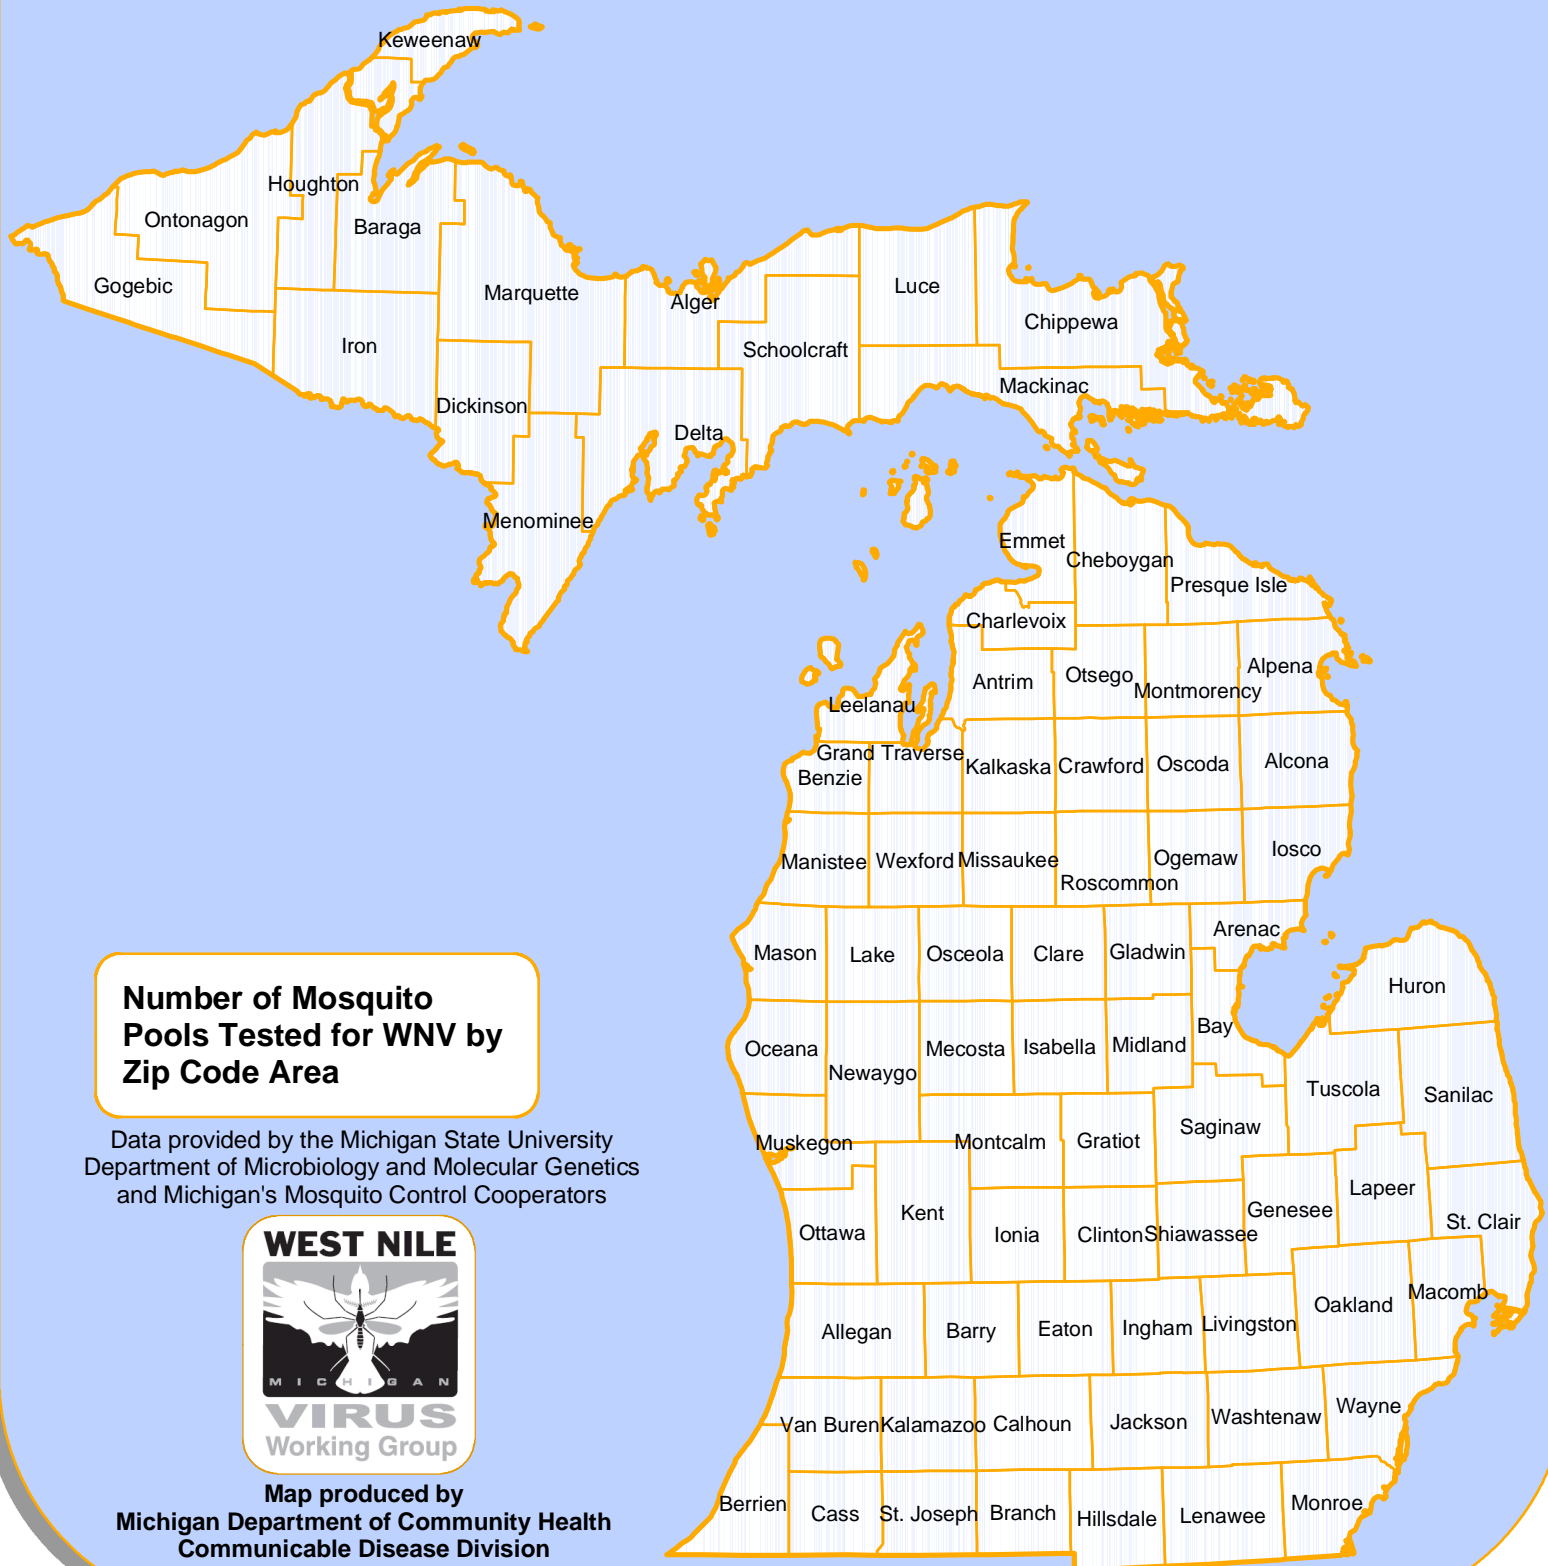 Keweenaw
Houghton
Ontonagon
Baraga
Gogebic
Marquette
Alger
Luce
Chippewa
Iron
Schoolcraft
Mackinac
Dickinson
Delta
Menominee
Emmet
Cheboygan
Presque Isle
Charlevoix
Antrim
Otsego
Montmorency
Alpena
Leelanau
Grand Traverse
Benzie
Kalkaska
Crawford
Oscoda
Alcona
Manistee
Wexford
Missaukee
Roscommon
Ogemaw
Iosco
Arenac
Mason
Lake
Osceola
Clare
Gladwin
Huron
Bay
Oceana
Newaygo
Mecosta
Isabella
Midland
Tuscola
Sanilac
Muskegon
Montcalm
Gratiot
Saginaw
Lapeer
Genesee
St. Clair
Ottawa
Kent
Ionia
Clinton
Shiawassee
Macomb
Oakland
Allegan
Barry
Eaton
Ingham
Livingston
Van Buren
Kalamazoo
Calhoun
Jackson
Washtenaw
Wayne
Berrien
Cass
St. Joseph
Branch
Hillsdale
Lenawee
Monroe
Number of Mosquito
Pools Tested for WNV by
Zip Code Area
Data provided by the Michigan State University
Department of Microbiology and Molecular Genetics
and Michigan's Mosquito Control Cooperators
WEST NILE
MICHIGAN
VIRUS
Working Group
Map produced by
Michigan Department of Community Health
Communicable Disease Division